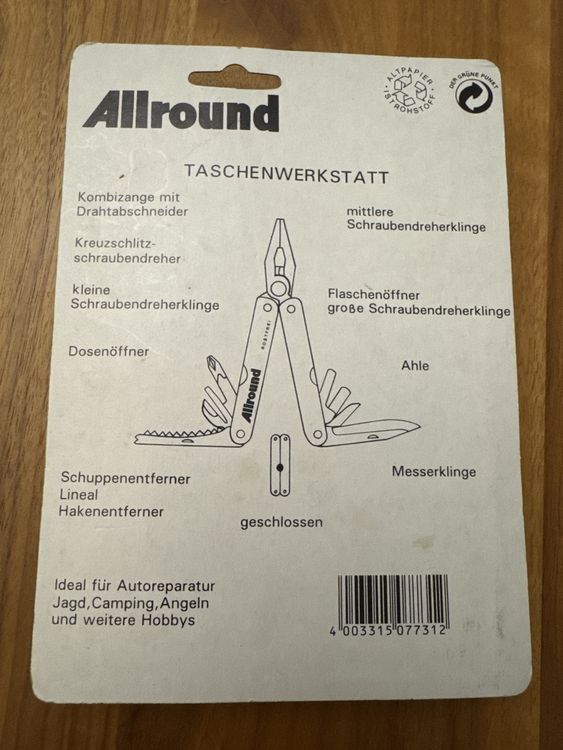 Allround
ALTPAPIER
ISTROHSTOFF
DER GRÜNE PUNKT
TASCHENWERKSTATT
Kombizange mit
Drahtabschneider
Kreuzschlitz-
schraubendreher
kleine
Schraubendreherklinge
Dosenöffner
mittlere
Schraubendreherklinge
Flaschenöffner
große Schraubendreherklinge
Ahle
ROSTFREI
Allround
Schuppenentferner
Lineal
Hakenentferner
Messerklinge
geschlossen
Ideal für Autoreparatur
Jagd,Camping,Angeln
und weitere Hobbys
4 003315 077312